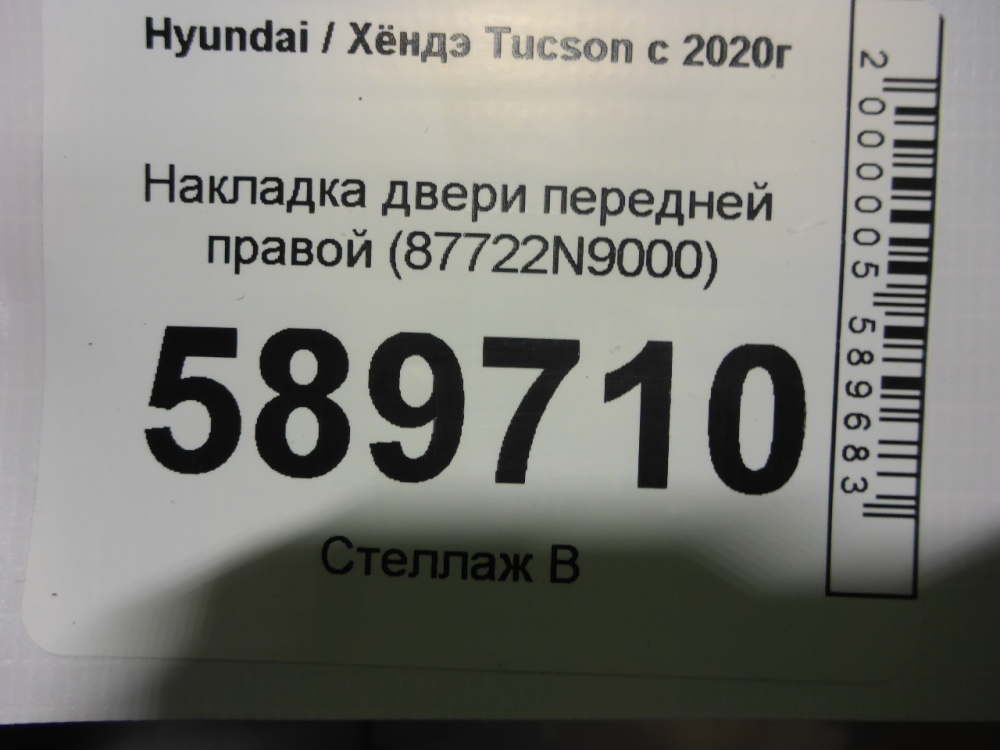 Hyundai / Хёндэ Tucson с 2020г
Накладка двери передней
правой (87722N9000)
589710
Стеллаж В
2000005589683